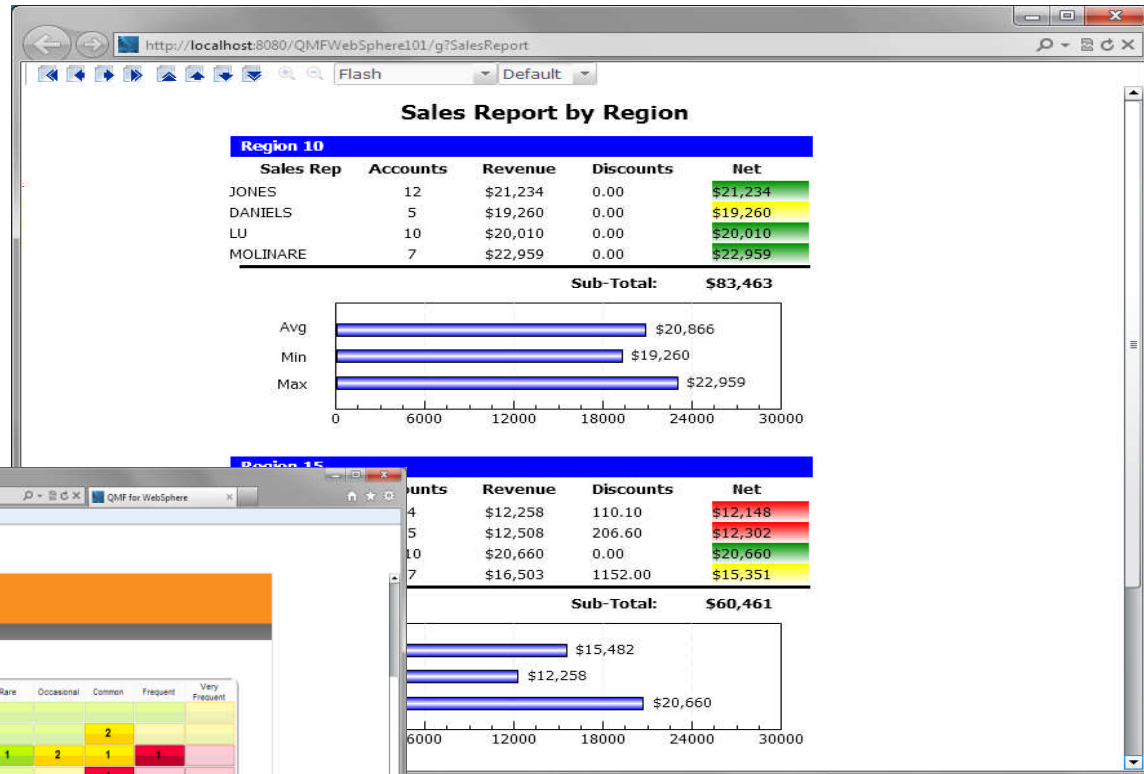 http://localhost:8080/QMFWebSphere101/g?SalesReport
Flash Default
Sales Report by Region
Region 10
Sales Rep Accounts Revenue Discounts Net
JONES 12 $21,234 0.00 $21,234
DANIELS 5 $19,260 0.00 $19,260
LU 10 $20,010 0.00 $20,010
MOLINARE 7 $22,959 0.00 $22,959
Sub-Total: $83,463
Avg $20,866
Min $19,260
Max $22,959
0 6000 12000 18000 24000 30000
Region 15
unts Revenue Discounts Net
4 $12,258 110.10 $12,148
5 $12,508 206.60 $12,302
10 $20,660 0.00 $20,660
7 $16,503 1152.00 $15,351
Sub-Total: $60,461
$15,482
$12,258
$20,660
6000 12000 18000 24000 30000
QMF for WebSphere
Rare Occasional Common Frequent Very Frequent
2
1 2 1 1